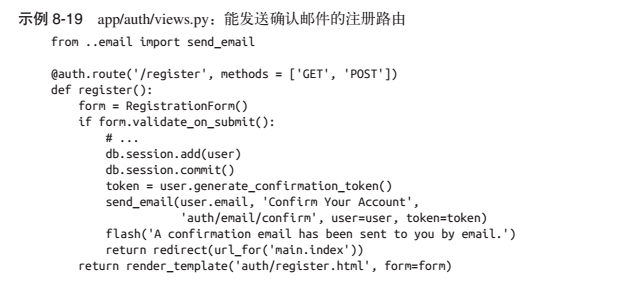 示例 8-19 app/auth/views.py：能发送确认邮件的注册路由
from ..email import send_email

@auth.route('/register', methods = ['GET', 'POST'])
def register():
    form = RegistrationForm()
    if form.validate_on_submit():
        # ...
        db.session.add(user)
        db.session.commit()
        token = user.generate_confirmation_token()
        send_email(user.email, 'Confirm Your Account',
                   'auth/email/confirm', user=user, token=token)
        flash('A confirmation email has been sent to you by email.')
        return redirect(url_for('main.index'))
    return render_template('auth/register.html', form=form)